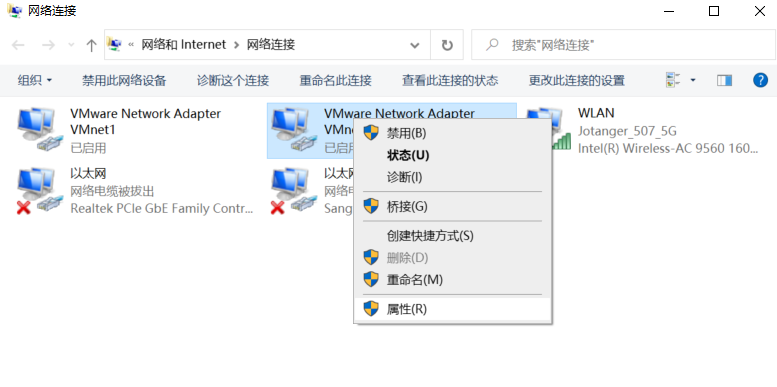 网络连接
« 网络和 Internet > 网络连接
搜索"网络连接"
组织
禁用此网络设备
诊断这个连接
重命名此连接
查看此连接的状态
更改此连接的设置
VMware Network Adapter
VMnet1
已启用
VMware Network Adapter
已启
WLAN
Jotanger_507_5G
Intel(R) Wireless-AC 9560 160...
以太网
网络电缆被拔出
Realtek PCIe GbE Family Contr...
以太
网络
Sang
禁用(B)
状态(U)
诊断(I)
桥接(G)
创建快捷方式(S)
删除(D)
重命名(M)
属性(R)